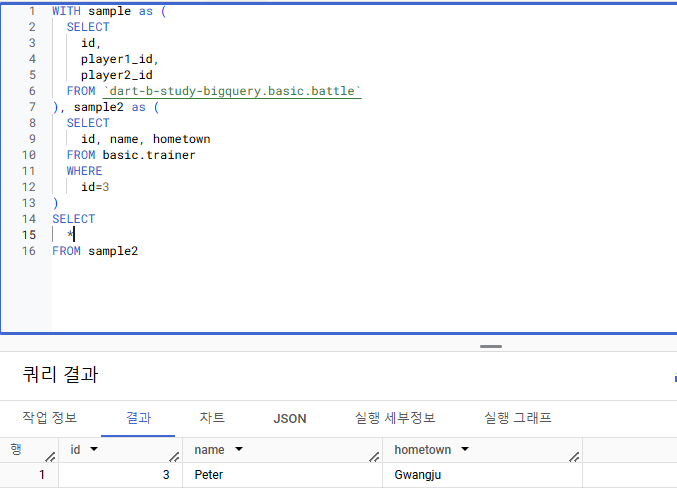 1 WITH sample as (
2 SELECT
3 id,
4 player1_id,
5 player2_id
6 FROM `dart-b-study-bigquery.basic.battle`
7 ), sample2 as (
8 SELECT
9 id, name, hometown
10 FROM basic.trainer
11 WHERE
12 id=3
13 )
14 SELECT
15 *
16 FROM sample2
쿼리 결과
작업 정보 결과 차트 JSON 실행 세부정보 실행 그래프
행 id name hometown
1 3 Peter Gwangju